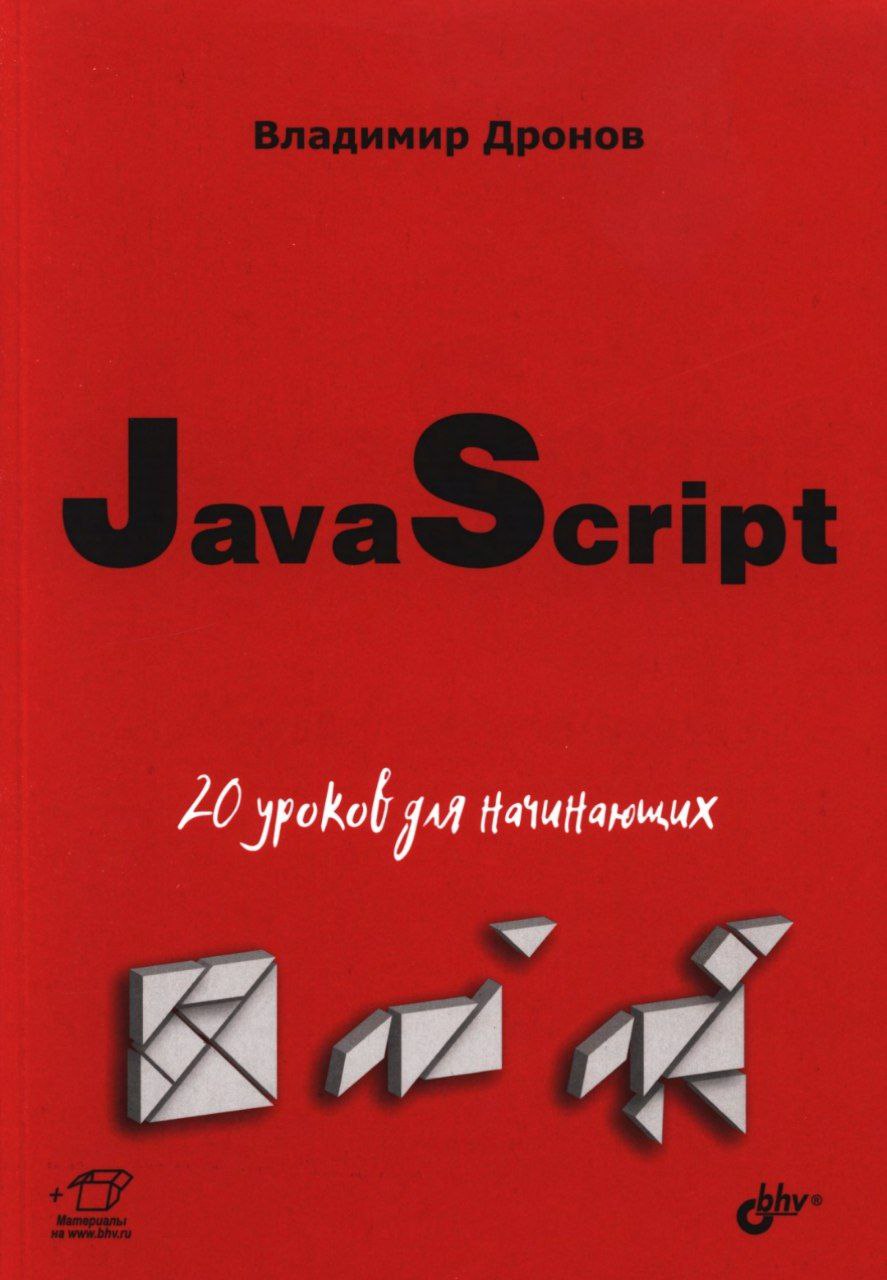 Владимир Дронов
JavaScript
20 уроков для начинающих
+
Материалы
на www.bhv.ru
bhv®